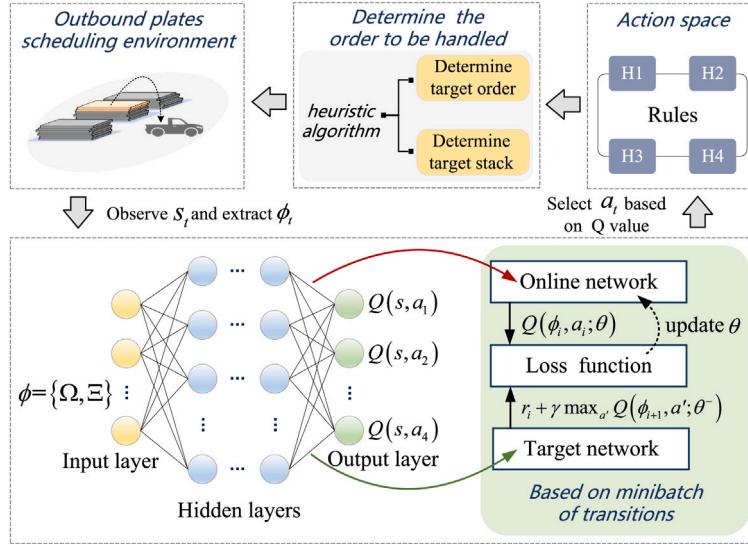 Outbound plates
scheduling environment
Determine the
order to be handled
heuristic
algorithm
Determine
target order
Determine
target stack
Action space
H1
H2
Rules
H3
H4
Observe s_t and extract ϕ_t
Select a_t based
on Q value
ϕ={Ω,Ξ}
Input layer
Hidden layers
Output layer
Q(s,a_1)
Q(s,a_2)
Q(s,a_4)
Online network
Q(ϕ_i,a_i;θ)
update θ
Loss function
r_i + γ max_{a'} Q(ϕ_{i+1},a';θ^-)
Target network
Based on minibatch
of transitions